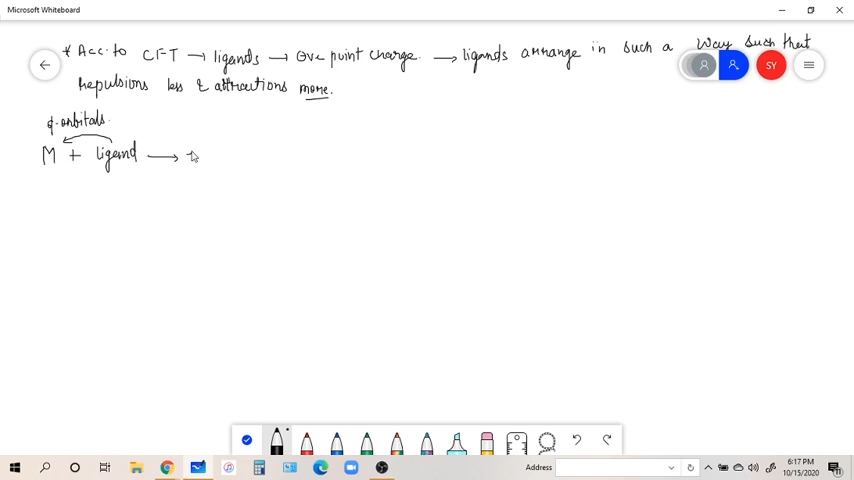 Microsoft Whiteboard
* Acc. to CFT → ligands → ⊖ve point charge. → ligands arrange in such a way such that
repulsions less & attractions more.
d-orbitals.
M + ligand →
SY
Address
6:17 PM
10/15/2020